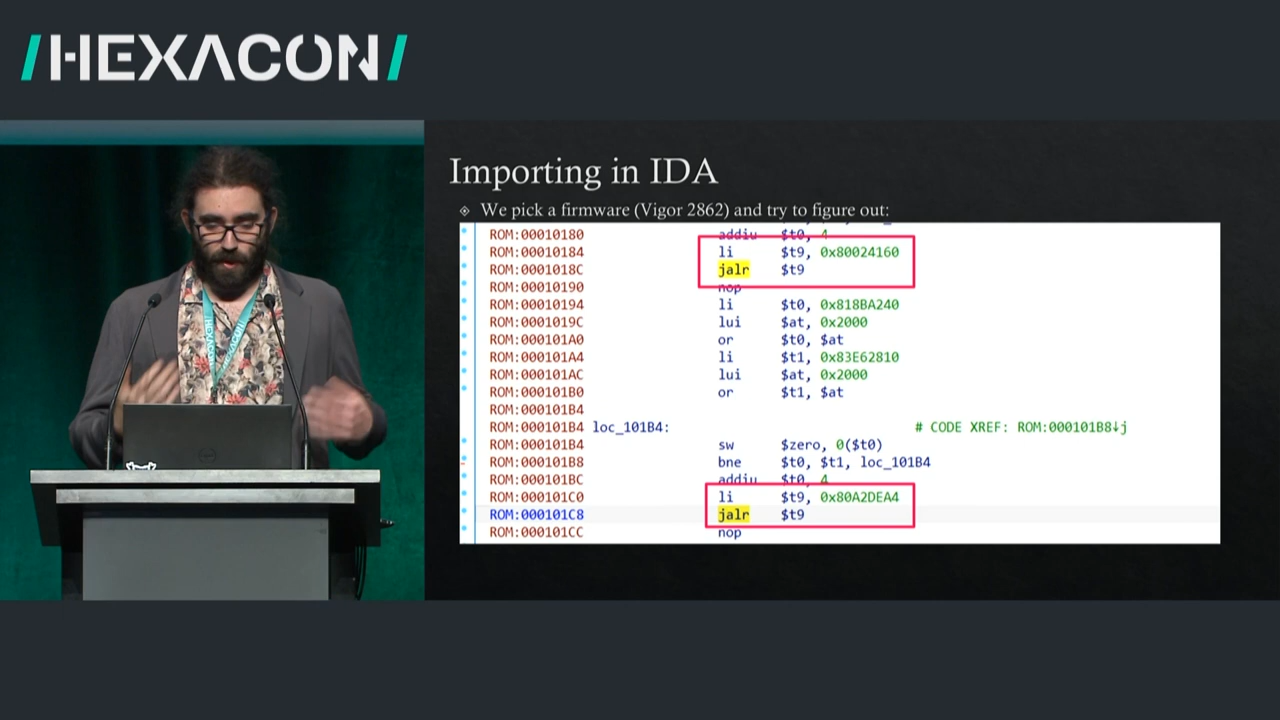 /HEXACON/
Importing in IDA
We pick a firmware (Vigor 2862) and try to figure out:
ROM:00010180 addiu $t0, 4
ROM:00010184 li $t9, 0x80024160
ROM:0001018C jalr $t9
ROM:00010190 nop
ROM:00010194 li $t0, 0x818BA240
ROM:0001019C lui $at, 0x2000
ROM:000101A0 or $t0, $at
ROM:000101A4 li $t1, 0x83E62810
ROM:000101AC lui $at, 0x2000
ROM:000101B0 or $t1, $at
ROM:000101B4
ROM:000101B4 loc_101B4: # CODE XREF: ROM:000101B8↓j
ROM:000101B4 sw $zero, 0($t0)
ROM:000101B8 bne $t0, $t1, loc_101B4
ROM:000101BC addiu $t0, 4
ROM:000101C0 li $t9, 0x80A2DEA4
ROM:000101C8 jalr $t9
ROM:000101CC nop